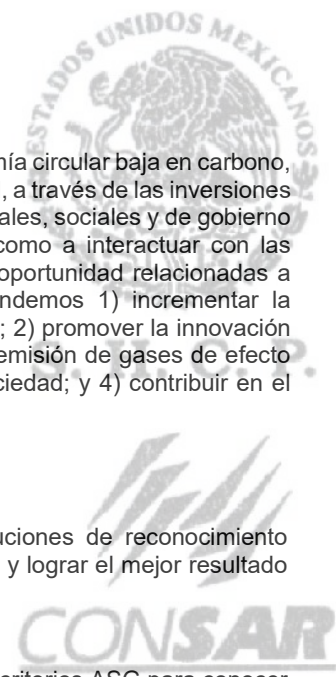 ESTADOS UNIDOS MEXICANOS
mía circular baja en carbono,
, a través de las inversiones
ales, sociales y de gobierno
como a interactuar con las
oportunidad relacionadas a
ndemos 1) incrementar la
; 2) promover la innovación
emisión de gases de efecto
ciedad; y 4) contribuir en el
S. H. C. P.
uciones de reconocimiento
y lograr el mejor resultado
CONSAR
criterios ASG para conocer